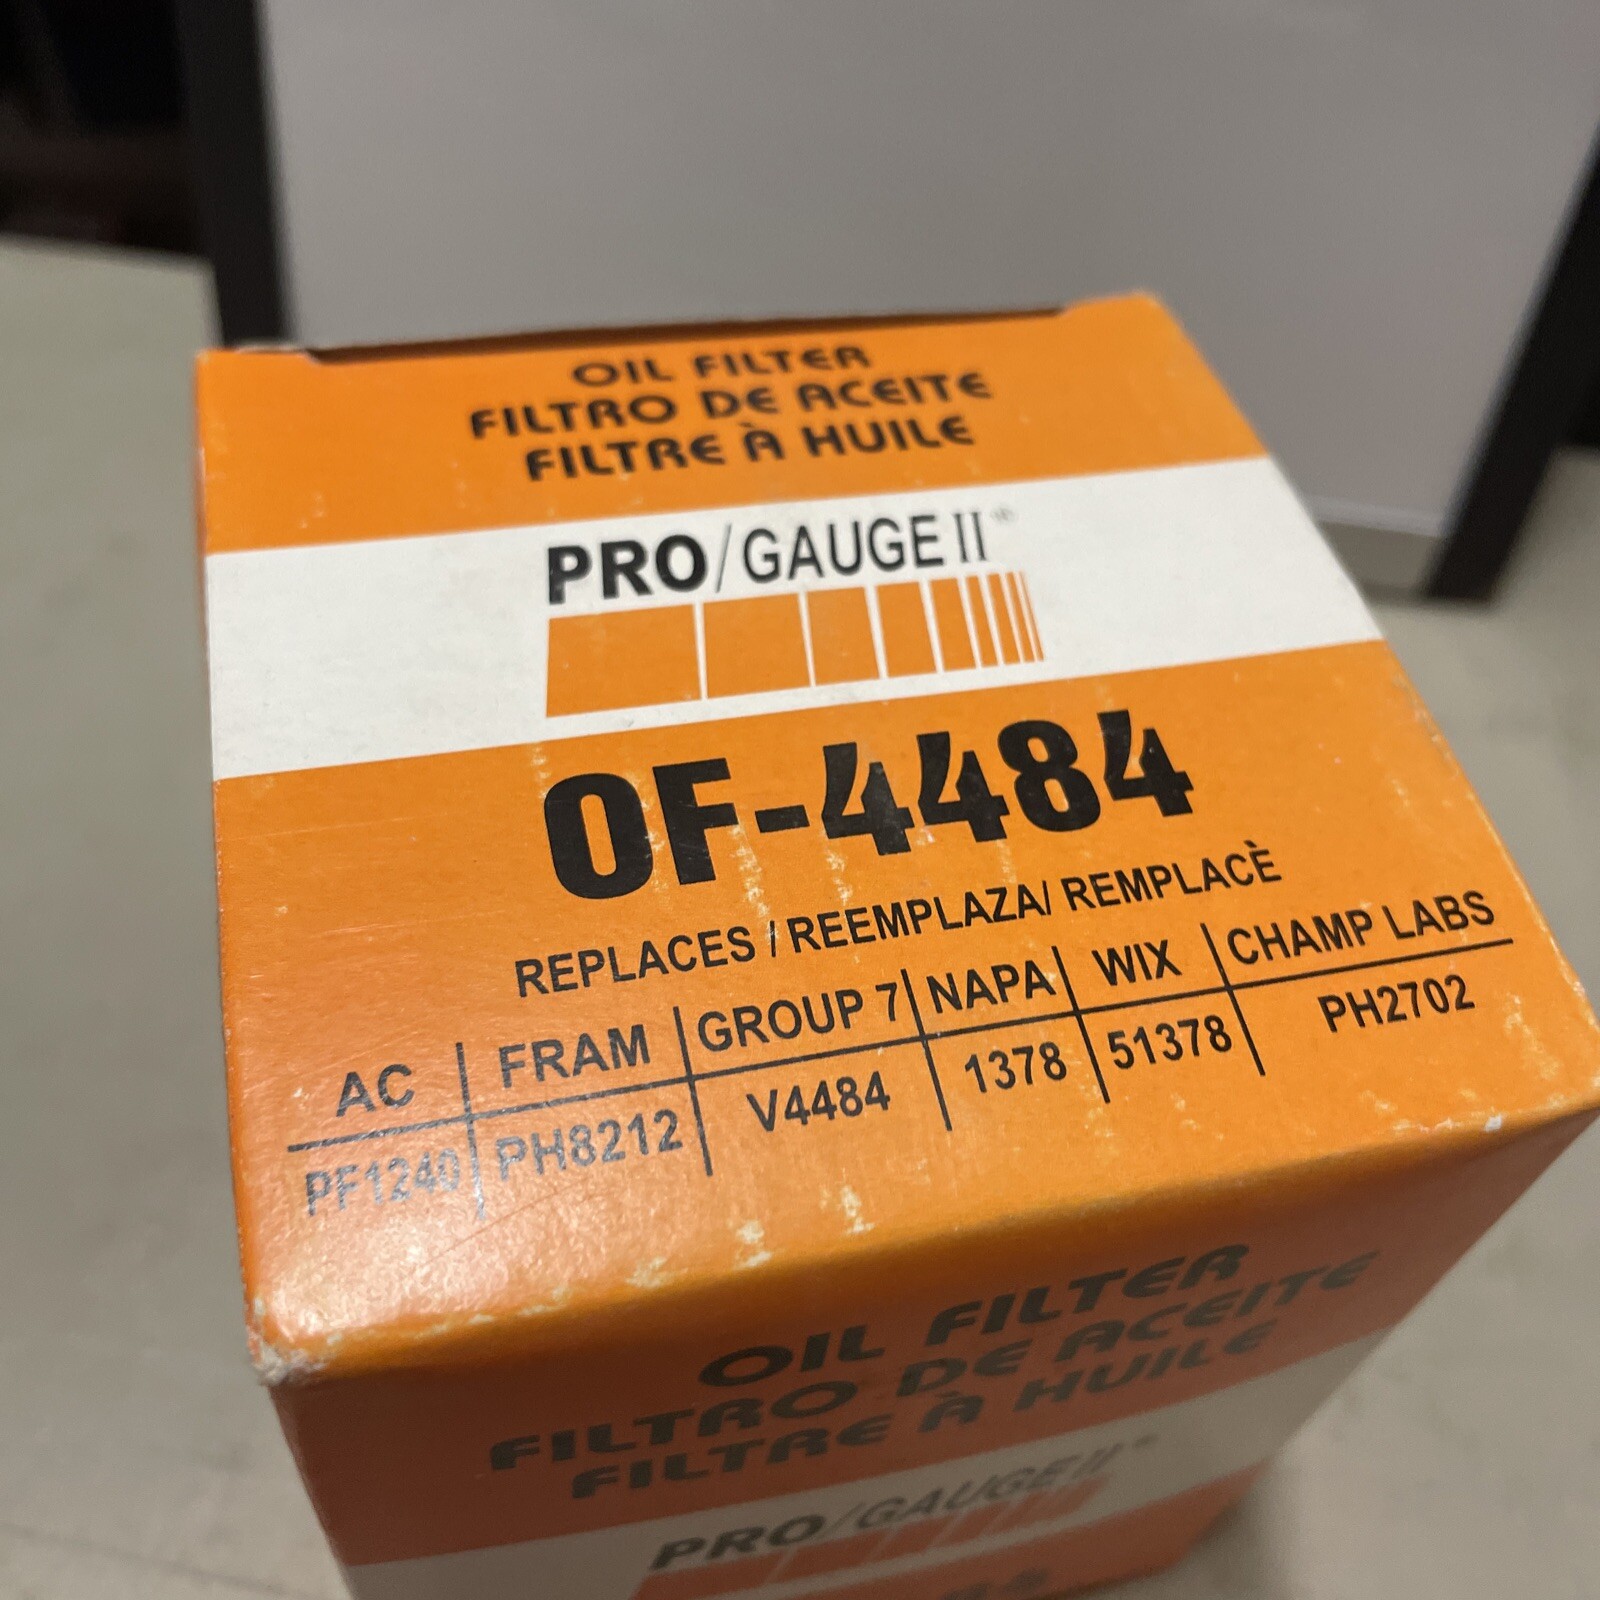 OIL FILTER
FILTRO DE ACEITE
FILTRE À HUILE
PRO/GAUGE II®
OF-4484
REPLACES / REEMPLAZA/ REMPLACÈ
AC FRAM GROUP 7 NAPA WIX CHAMP LABS
PF1240 PH8212 V4484 1378 51378 PH2702
OIL FILTER
FILTRO DE ACEITE
FILTRE À HUILE
PRO/GAUGE II®